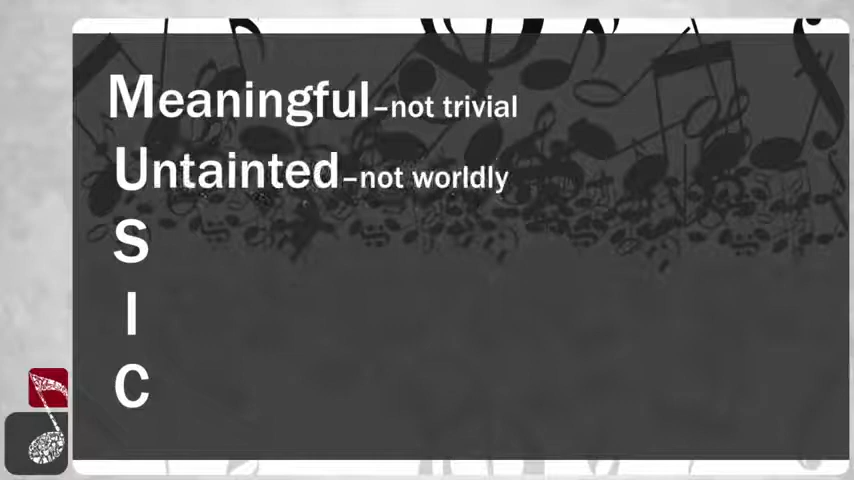 Meaningful–not trivial
Untainted–not worldly
S
I
C